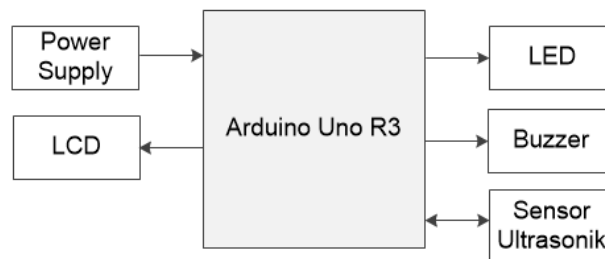 Power
Supply
LCD
Arduino Uno R3
LED
Buzzer
Sensor
Ultrasonik